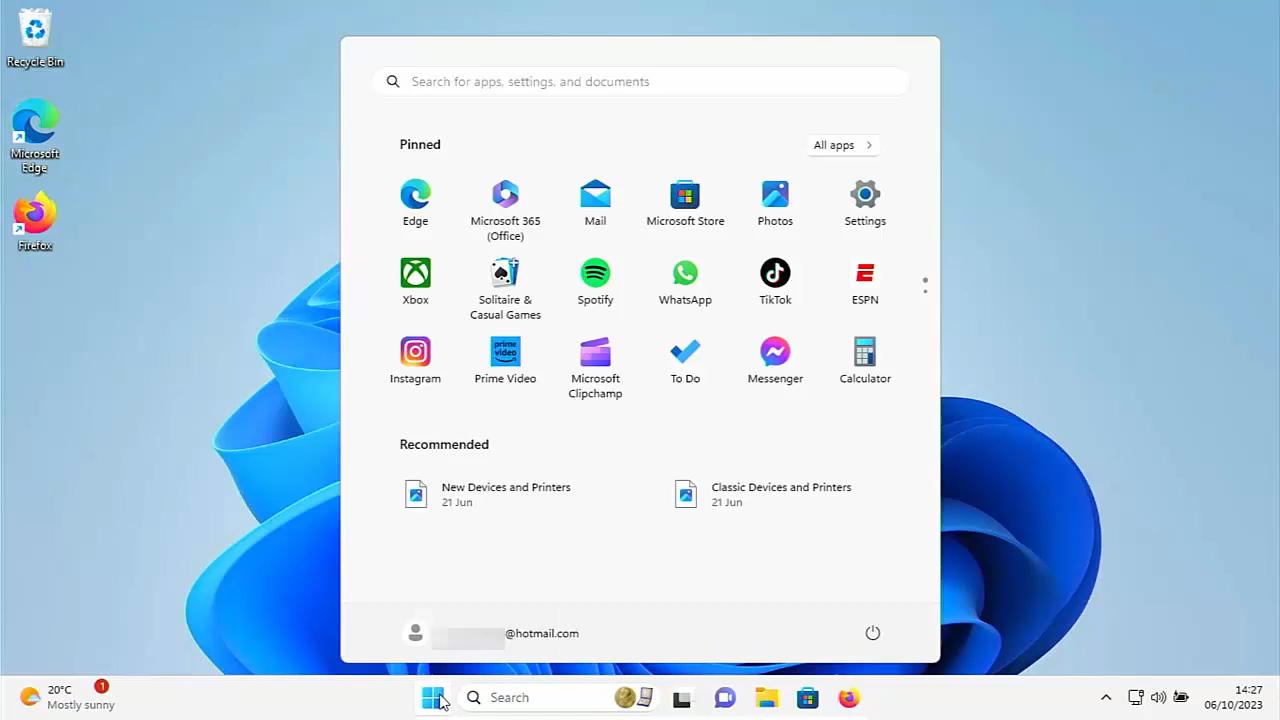 Recycle Bin
Microsoft
Edge
Firefox
Search for apps, settings, and documents
Pinned
All apps
Edge
Microsoft 365
(Office)
Mail
Microsoft Store
Photos
Settings
Xbox
Solitaire &
Casual Games
Spotify
WhatsApp
TikTok
ESPN
Instagram
prime
video
Prime Video
Microsoft
Clipchamp
To Do
Messenger
Calculator
Recommended
New Devices and Printers
21 Jun
Classic Devices and Printers
21 Jun
@hotmail.com
20°C
Mostly sunny
1
Search
14:27
06/10/2023